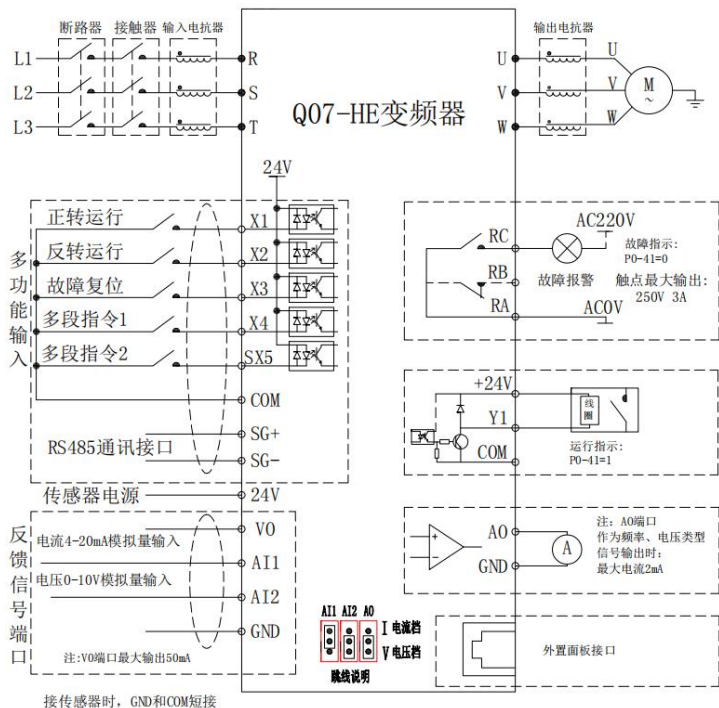 断路器 接触器 输入电抗器 输出电抗器
L1 R U U
L2 S V V M ~
L3 T W W
Q07-HE变频器
24V
多功能输入
正转运行 X1
反转运行 X2
故障复位 X3
多段指令1 X4
多段指令2 SX5
COM
RS485通讯接口
SG+
SG-
传感器电源 24V
反馈信号端口
VO
电流4-20mA模拟量输入
AI1
电压0-10V模拟量输入
AI2
GND
注:VO端口最大输出50mA
接传感器时，GND和COM短接
AC220V
RC
故障指示:
P0-41=0
RB
故障报警
触点最大输出:
250V 3A
RA
AC0V
+24V
线圈
Y1
COM
运行指示:
P0-41=1
+
-
AO
A
GND
注: AO端口
作为频率、电压类型
信号输出时:
最大电流2mA
AI1 AI2 AO
I 电流档
V 电压档
跳线说明
外置面板接口